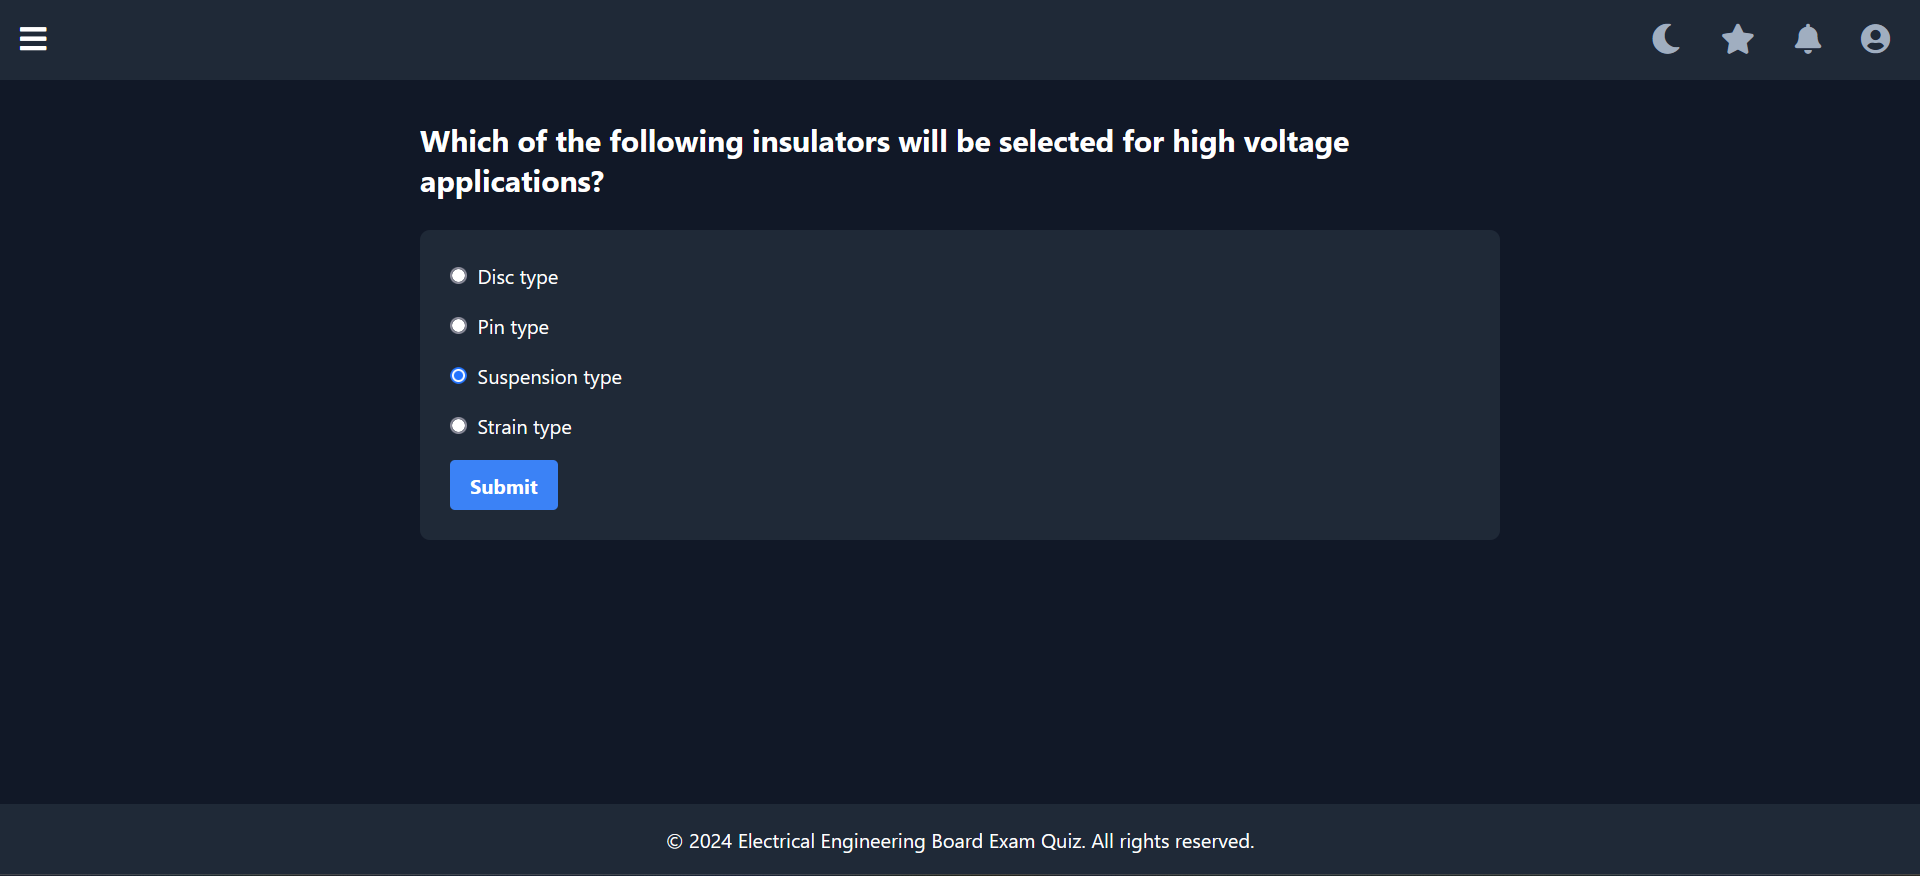 Which of the following insulators will be selected for high voltage
applications?
Disc type
Pin type
Suspension type
Strain type
Submit
© 2024 Electrical Engineering Board Exam Quiz. All rights reserved.